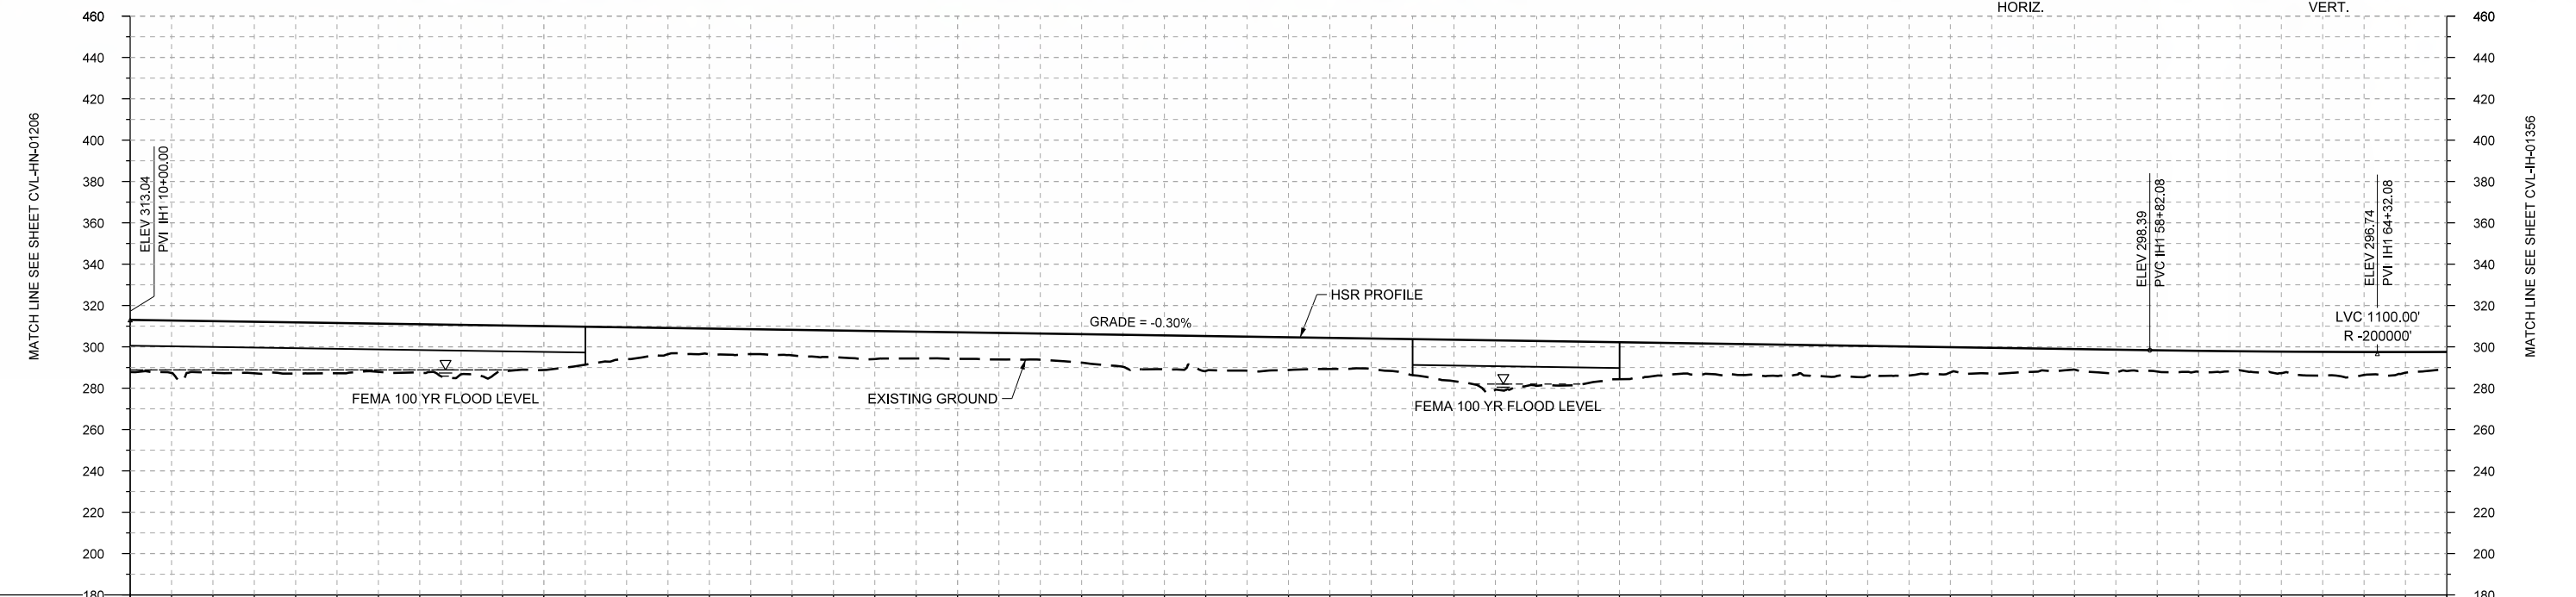 HORIZ. VERT.
460 460
440 440
420 420
400 400
380 380
360 360
340 340
320 320
300 300
280 280
260 260
240 240
220 220
200 200
180 180
MATCH LINE SEE SHEET CVL-HN-01206
ELEV 313.04
PVI IH1 10+00.00
GRADE = -0.30%
HSR PROFILE
FEMA 100 YR FLOOD LEVEL
EXISTING GROUND
FEMA 100 YR FLOOD LEVEL
ELEV 298.39
PVC IH1 58+82.08
ELEV 296.74
PVI IH1 64+32.08
LVC 1100.00'
R -200000'
MATCH LINE SEE SHEET CVL-IH-01356